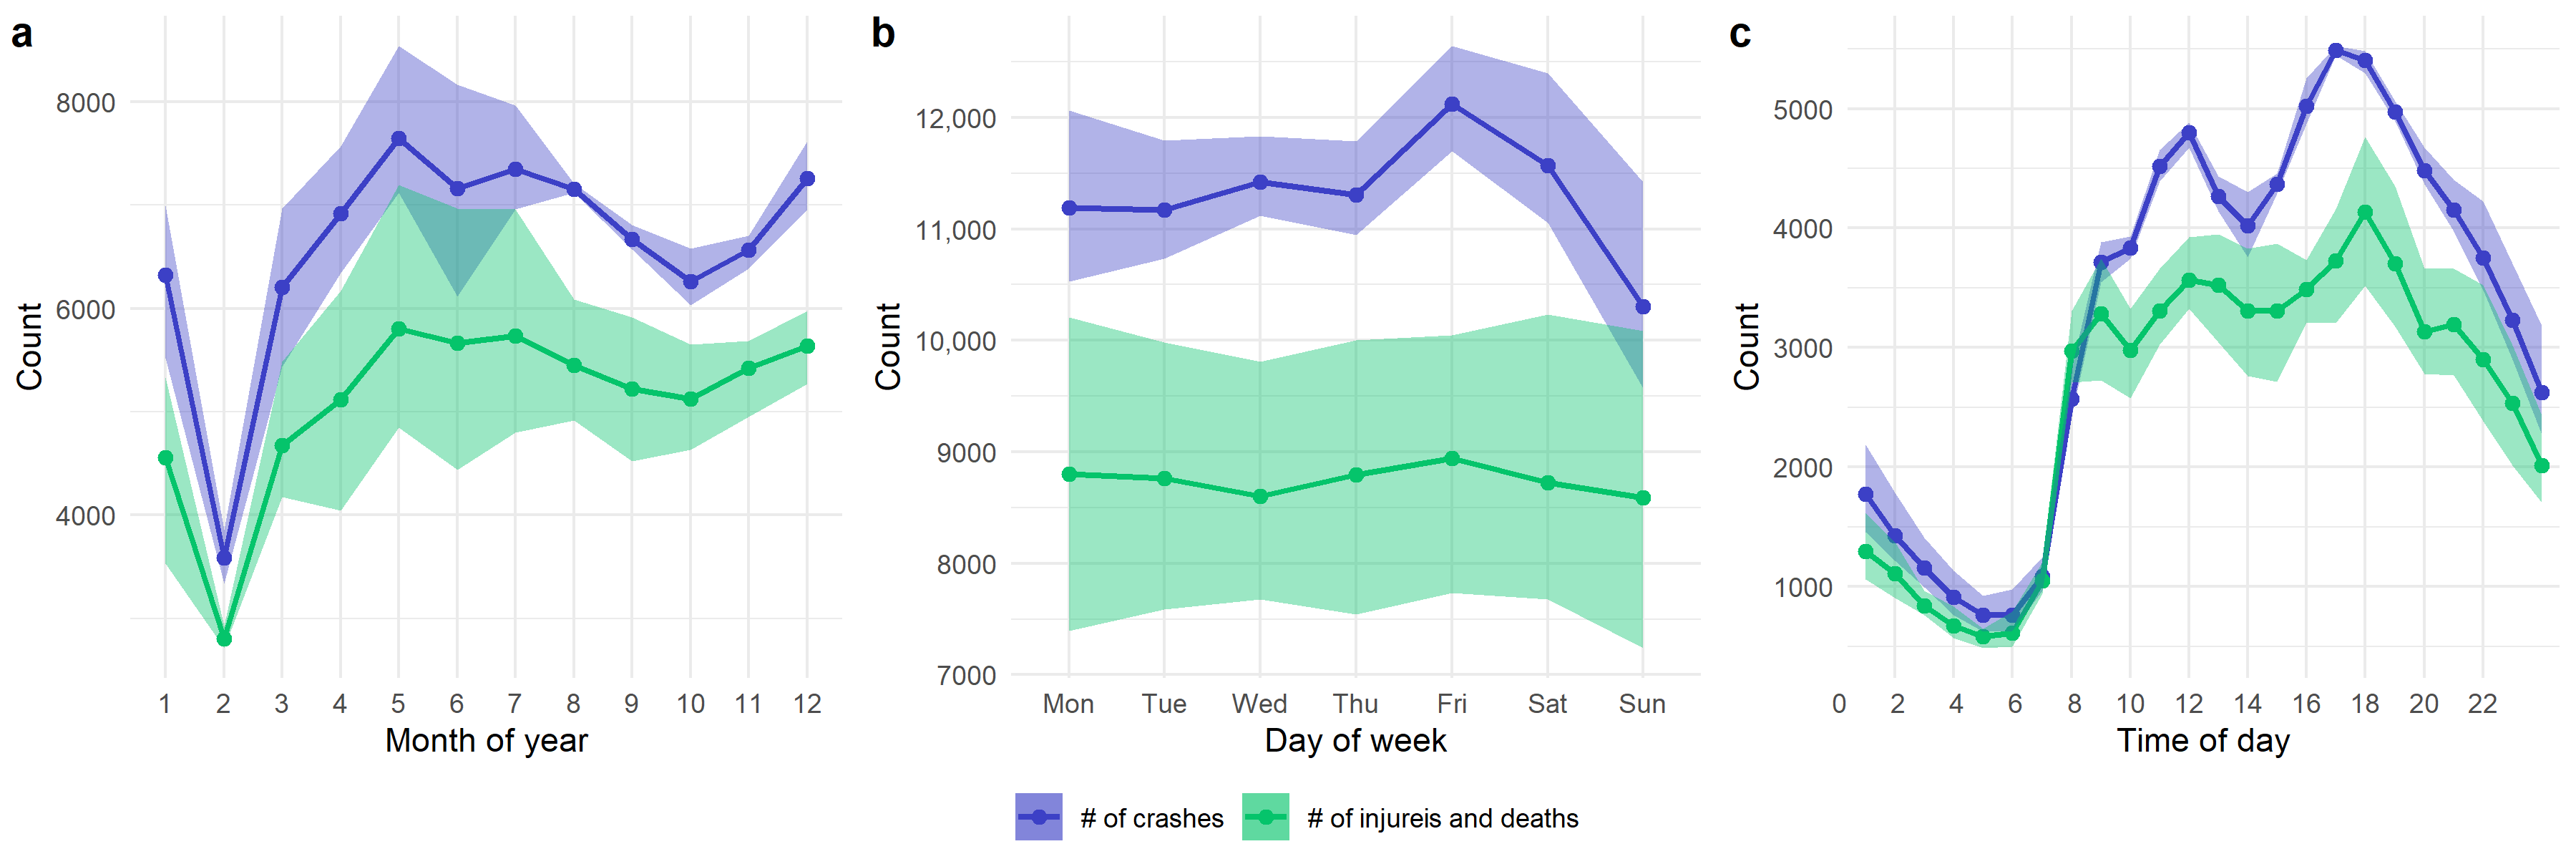 a
Count
8000
6000
4000
1 2 3 4 5 6 7 8 9 10 11 12
Month of year
b
Count
12,000
11,000
10,000
9000
8000
7000
Mon Tue Wed Thu Fri Sat Sun
Day of week
c
Count
5000
4000
3000
2000
1000
0 2 4 6 8 10 12 14 16 18 20 22
Time of day
# of crashes # of injureis and deaths